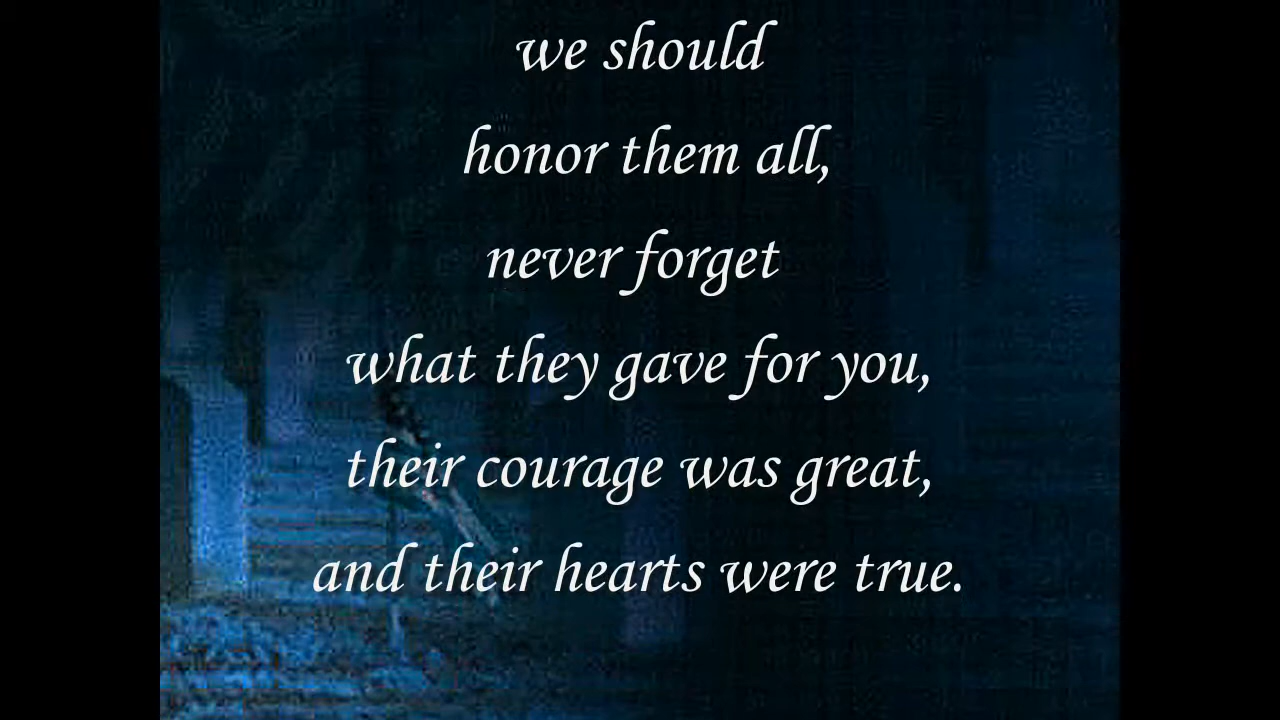 we should
honor them all,
never forget
what they gave for you,
their courage was great,
and their hearts were true.